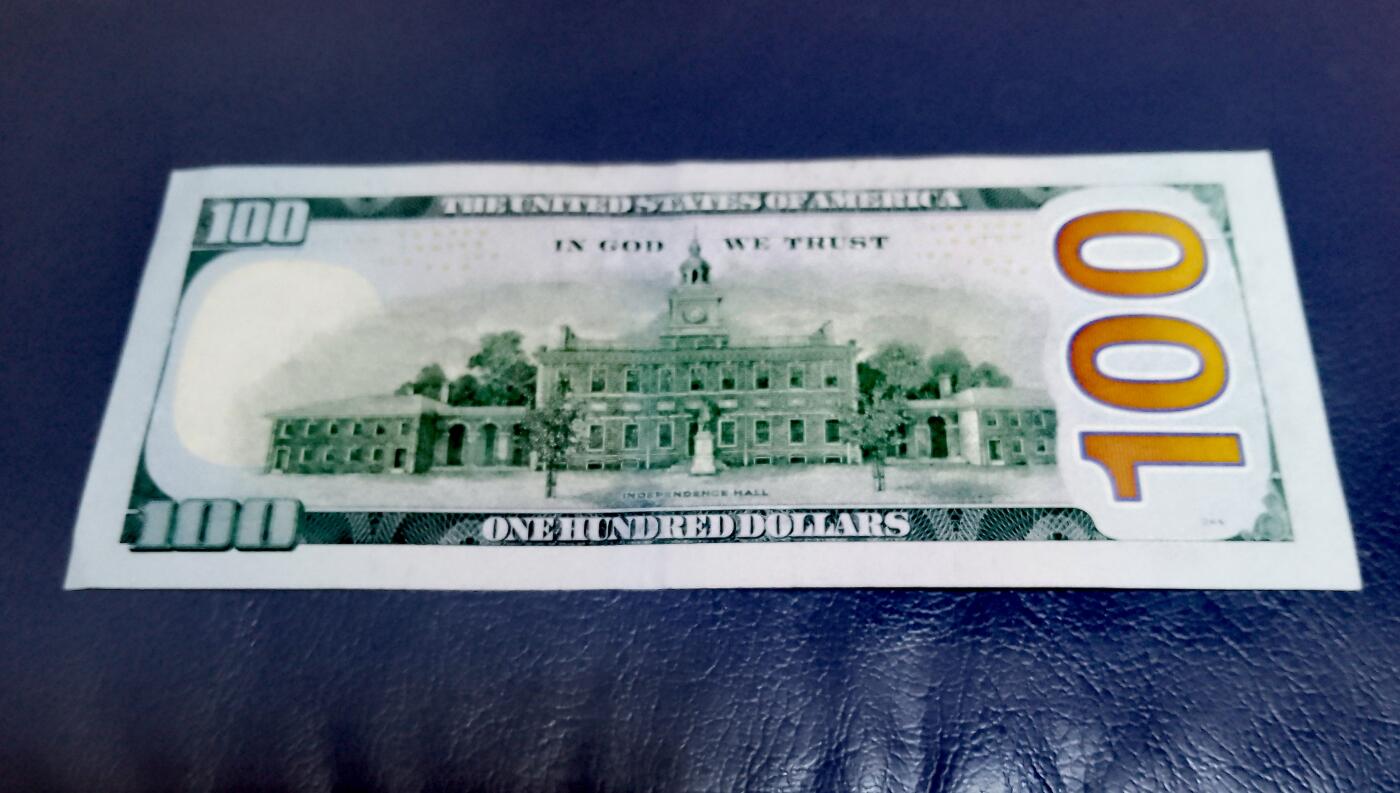 100
THE UNITED STATES OF AMERICA
IN GOD WE TRUST
100
INDEPENDENCE HALL
100
ONE HUNDRED DOLLARS